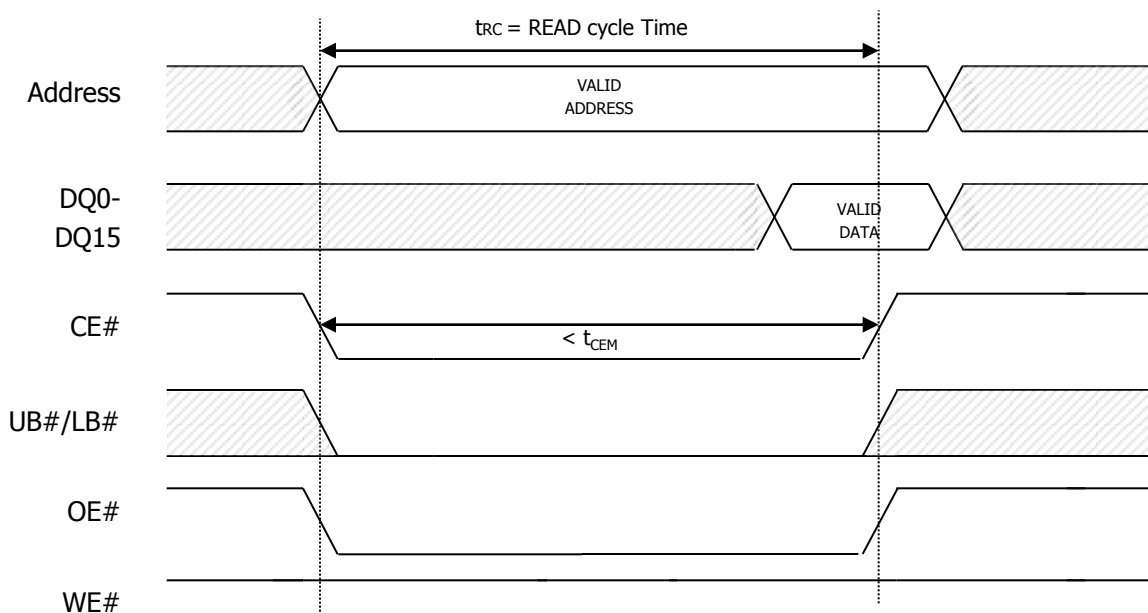 tRC = READ cycle Time
Address
VALID
ADDRESS
DQ0-
DQ15
VALID
DATA
CE#
< tCEM
UB#/LB#
OE#
WE#